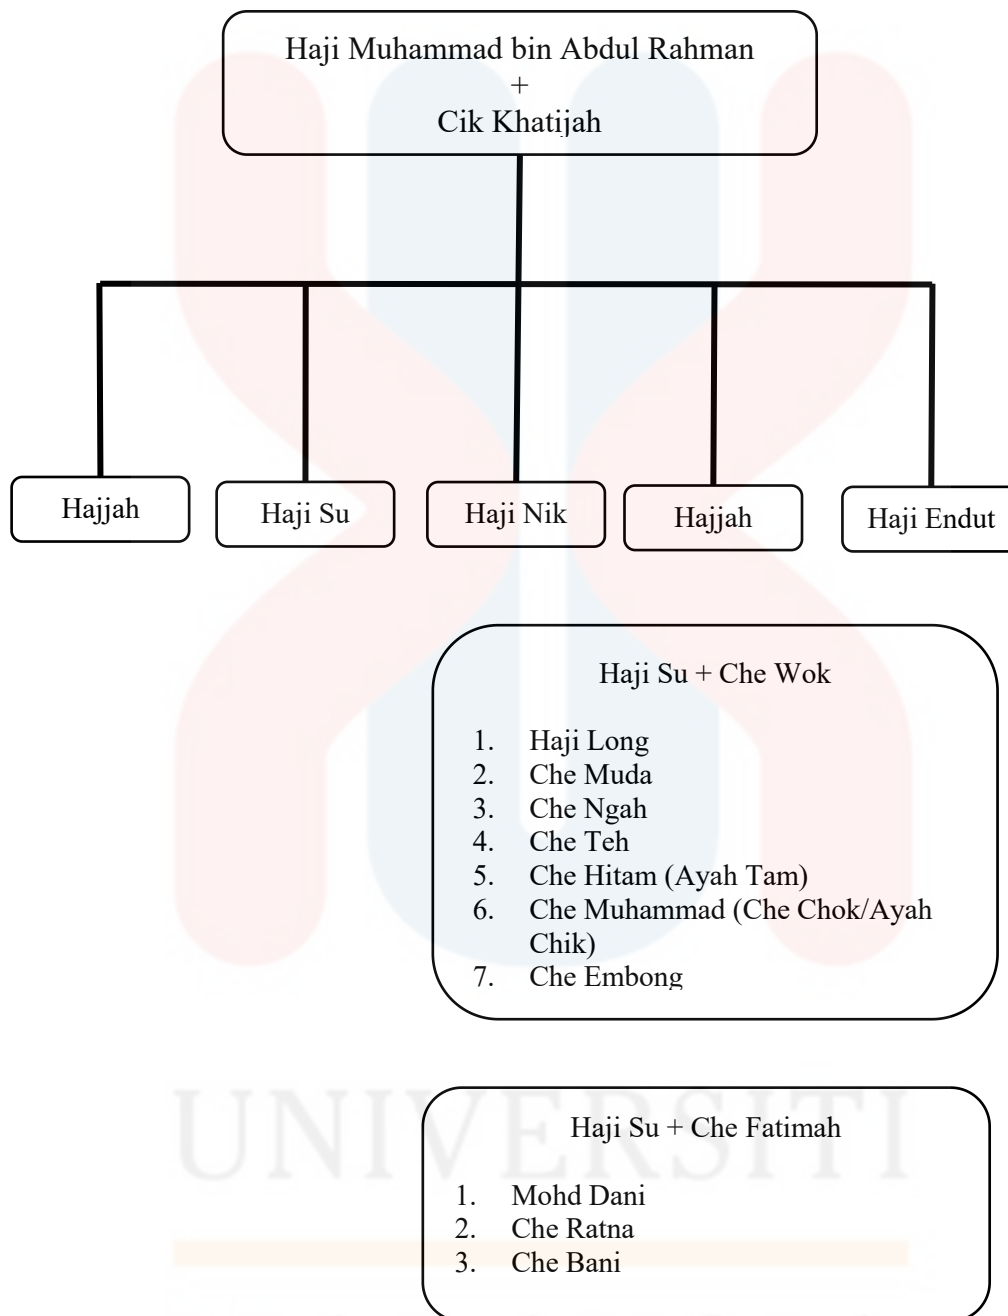 Haji Muhammad bin Abdul Rahman
+
Cik Khatijah
Hajjah
Haji Su
Haji Nik
Hajjah
Haji Endut
Haji Su + Che Wok
1. Haji Long
2. Che Muda
3. Che Ngah
4. Che Teh
5. Che Hitam (Ayah Tam)
6. Che Muhammad (Che Chok/Ayah
Chik)
7. Che Embong
UNIVERSITI
Haji Su + Che Fatimah
1. Mohd Dani
2. Che Ratna
3. Che Bani